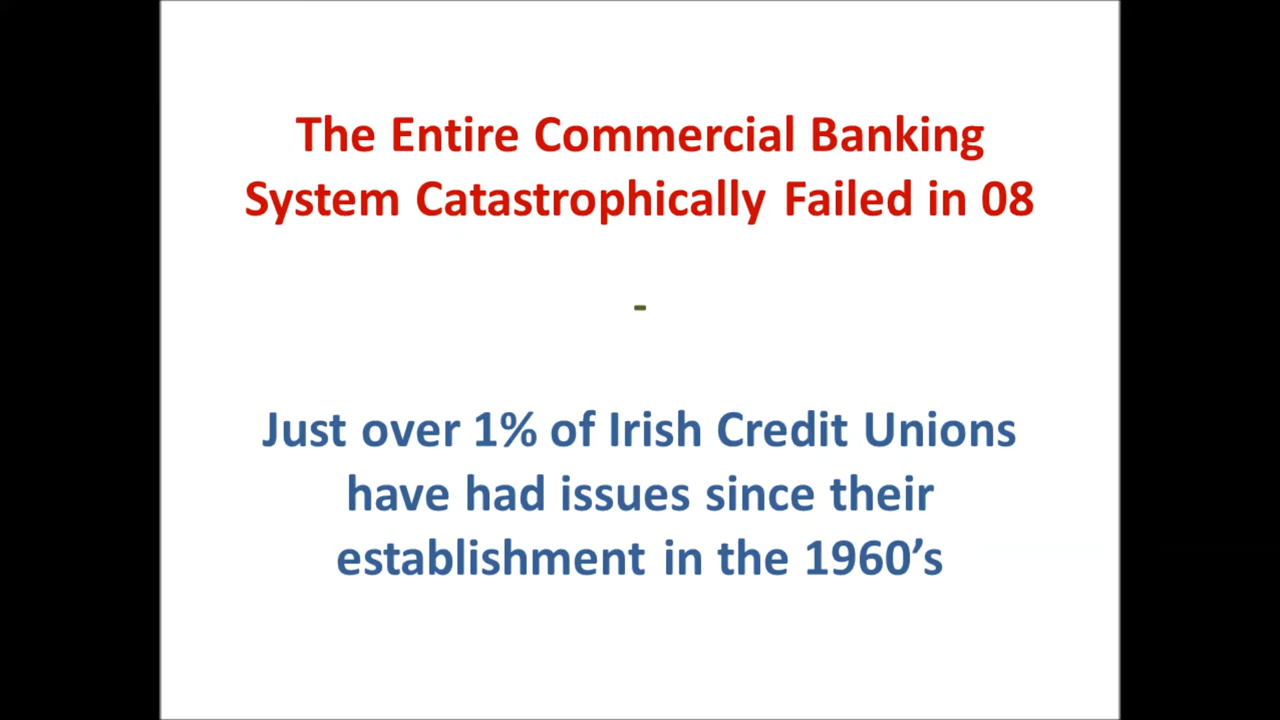 The Entire Commercial Banking
System Catastrophically Failed in 08
-
Just over 1% of Irish Credit Unions
have had issues since their
establishment in the 1960’s